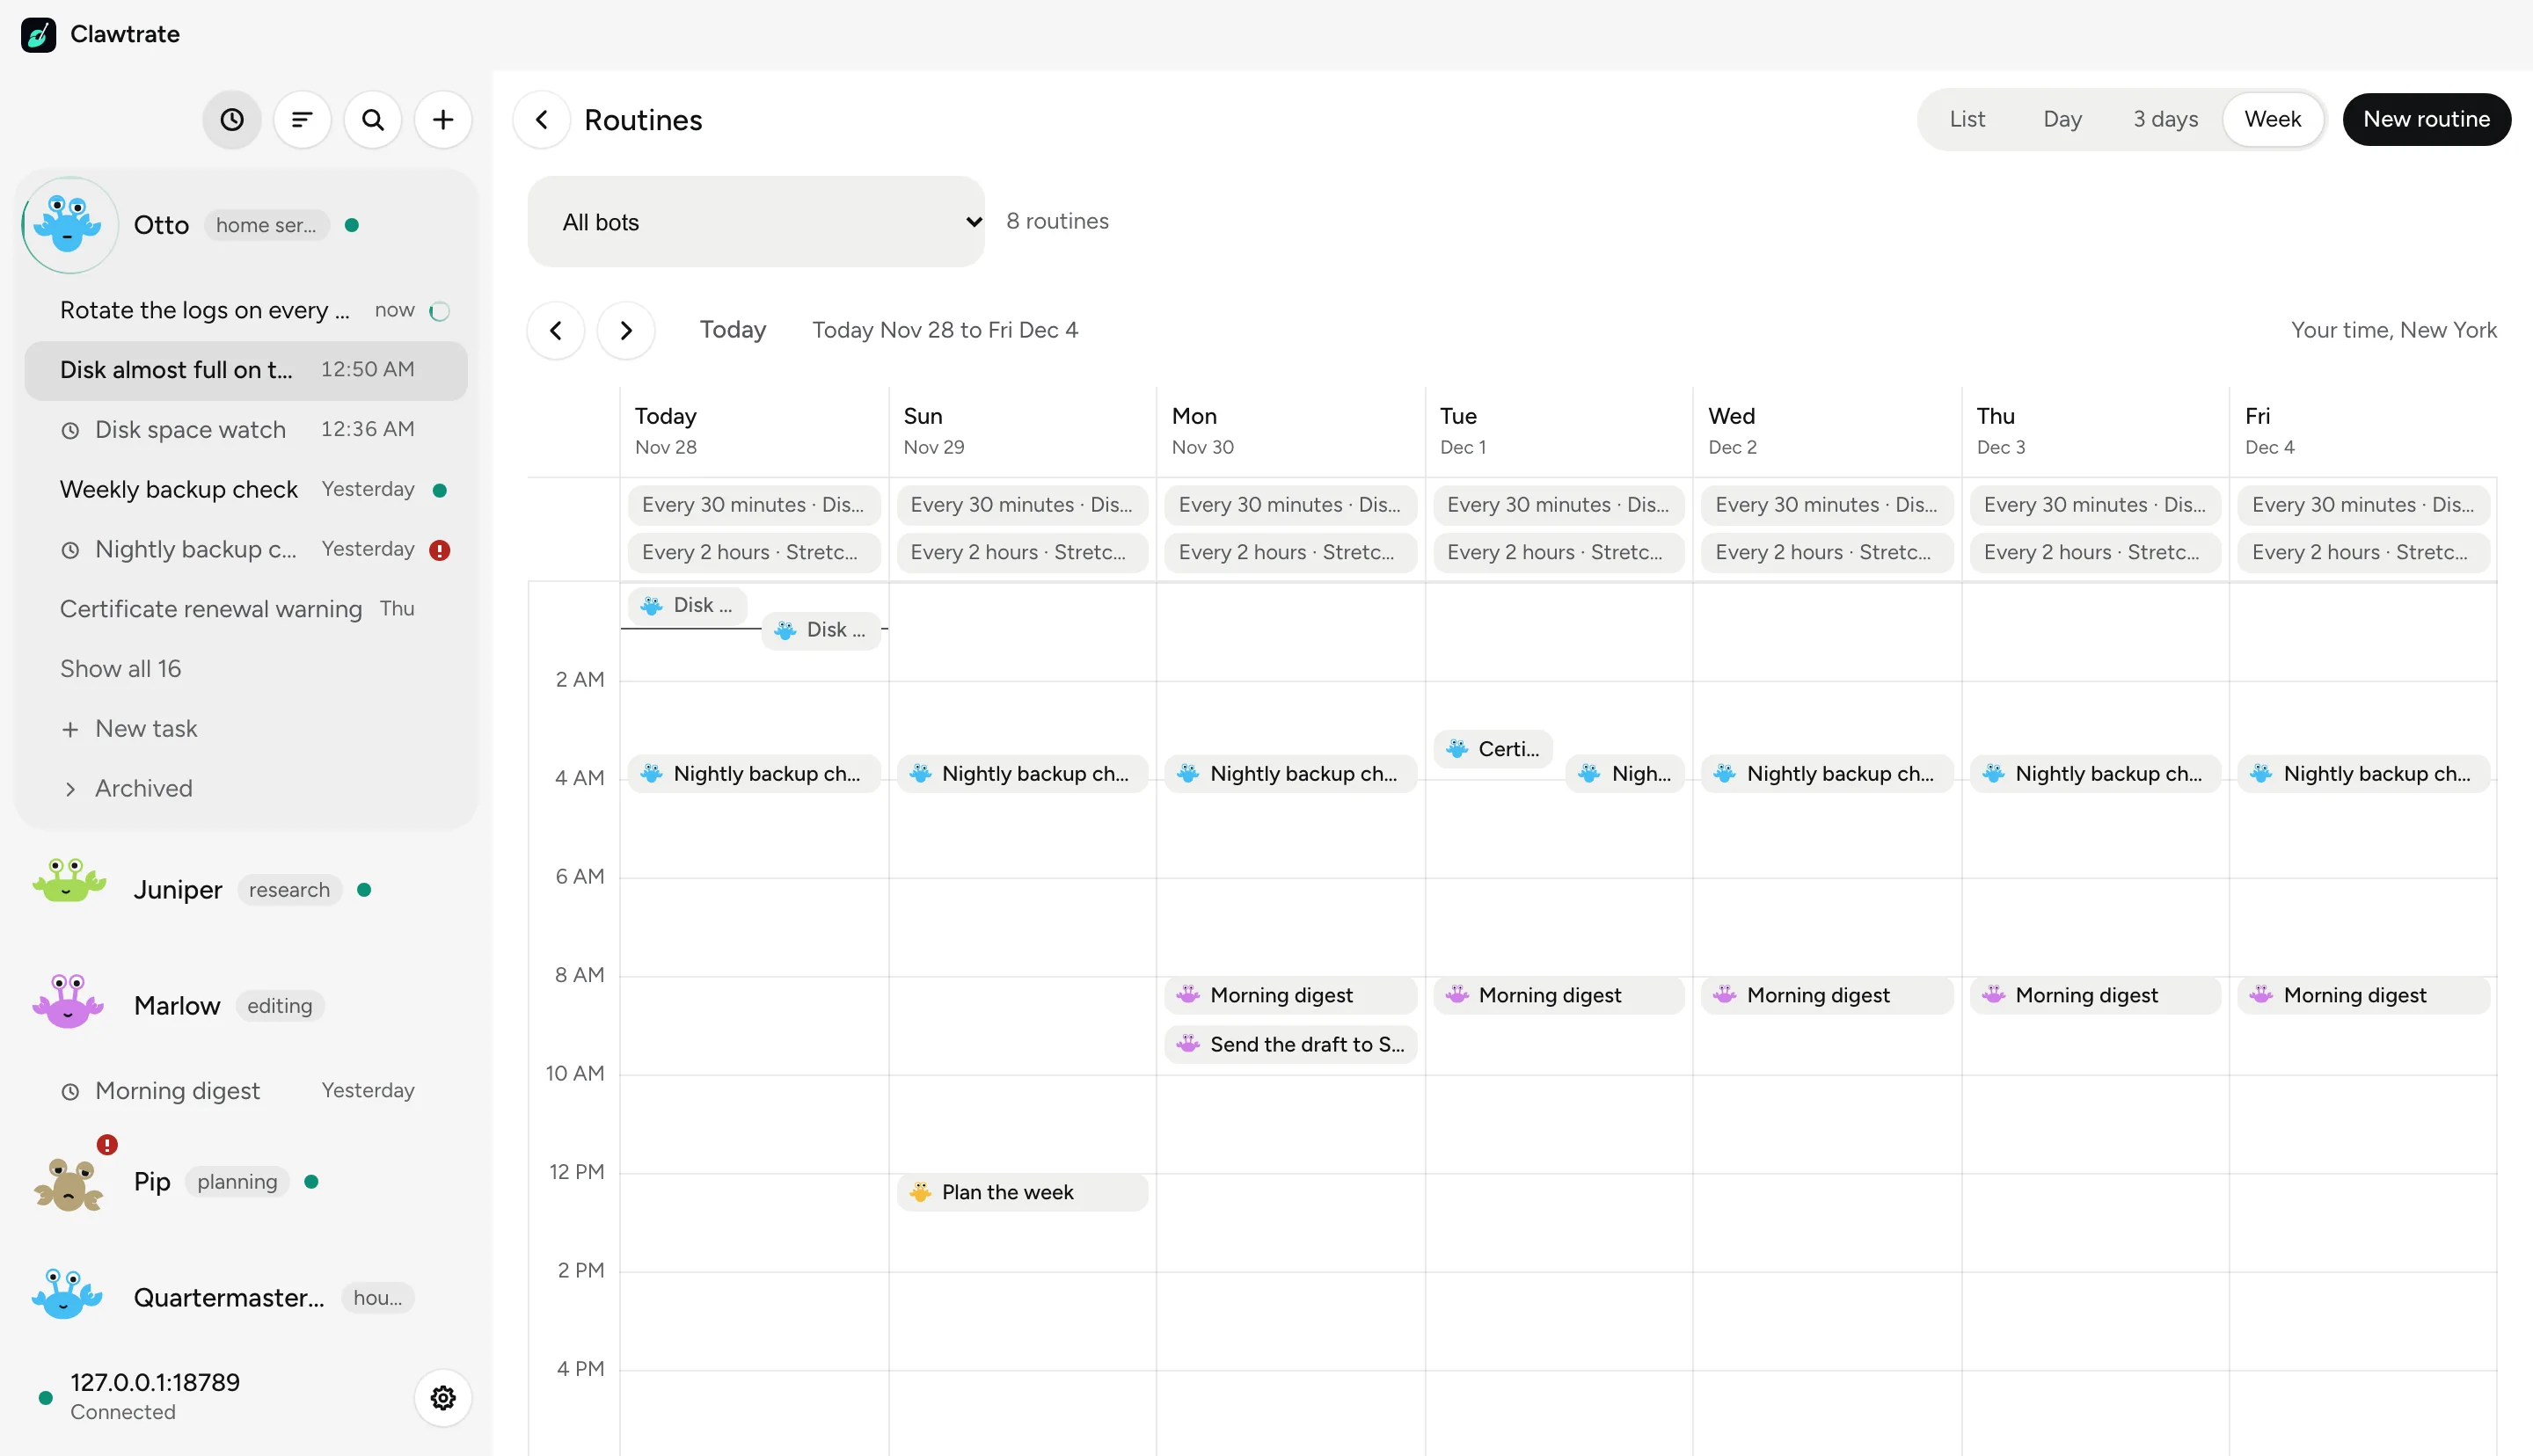 Clawtrate
Routines
List Day 3 days Week New routine
All bots
8 routines
Otto home ser...
Rotate the logs on every ... now
Disk almost full on t... 12:50 AM
Disk space watch 12:36 AM
Weekly backup check Yesterday
Nightly backup c... Yesterday
Certificate renewal warning Thu
Show all 16
New task
Archived
Juniper research
Marlow editing
Morning digest Yesterday
Pip planning
Quartermaster... hou...
127.0.0.1:18789
Connected
Today Today Nov 28 to Fri Dec 4 Your time, New York
Today Sun Mon Tue Wed Thu Fri
Nov 28 Nov 29 Nov 30 Dec 1 Dec 2 Dec 3 Dec 4
Every 30 minutes · Dis... Every 30 minutes · Dis... Every 30 minutes · Dis... Every 30 minutes · Dis... Every 30 minutes · Dis... Every 30 minutes · Dis... Every 30 minutes · Dis...
Every 2 hours · Stretc... Every 2 hours · Stretc... Every 2 hours · Stretc... Every 2 hours · Stretc... Every 2 hours · Stretc... Every 2 hours · Stretc... Every 2 hours · Stretc...
Disk ...
Disk ...
2 AM
Certi...
4 AM Nightly backup ch... Nightly backup ch... Nightly backup ch... Nigh... Nightly backup ch... Nightly backup ch... Nightly backup ch...
6 AM
8 AM
Morning digest Morning digest Morning digest Morning digest Morning digest
Send the draft to S...
10 AM
12 PM
Plan the week
2 PM
4 PM